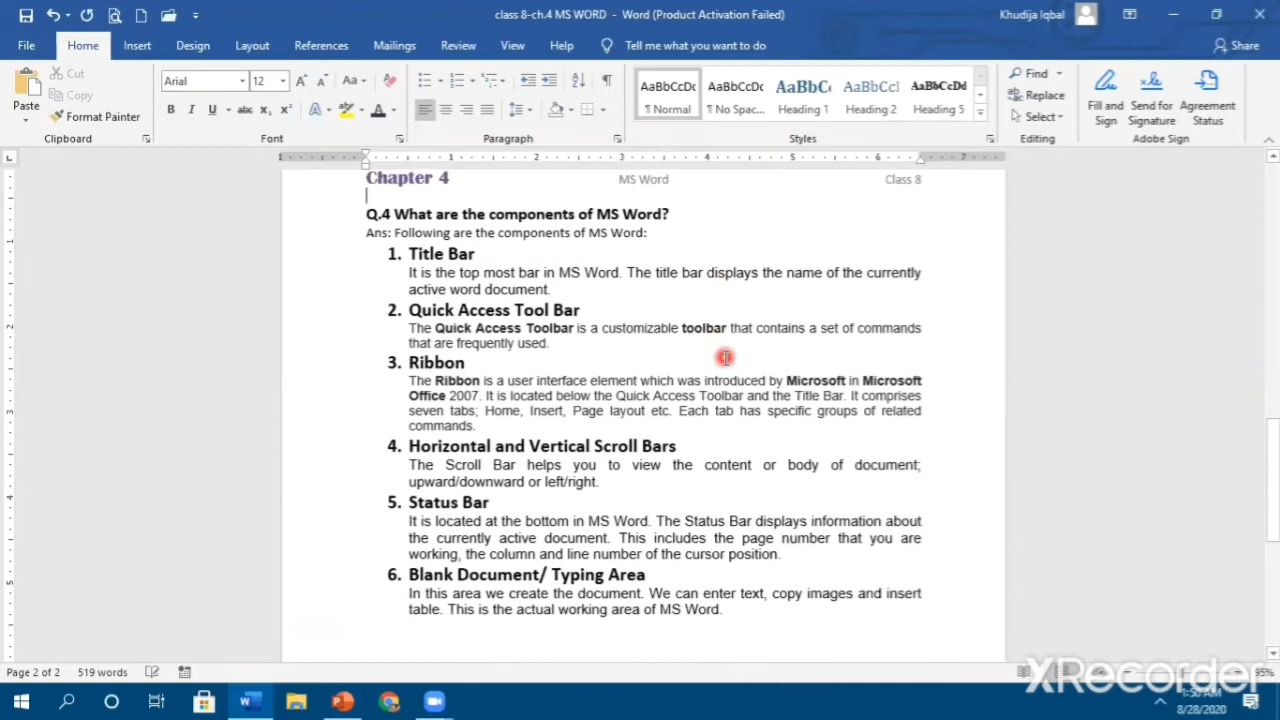 class 8-ch.4 MS WORD - Word (Product Activation Failed)
Khudija Iqbal
File Home Insert Design Layout References Mailings Review View Help Tell me what you want to do Share
Paste
Cut
Copy
Format Painter
Clipboard
Arial 12
Font
Paragraph
AaBbCcDc AaBbCcDc AaBbC AaBbCcI AaBbCcDd
¶ Normal ¶ No Spac... Heading 1 Heading 2 Heading 5
Styles
Find
Replace
Select
Editing
Fill and Sign
Send for Signature
Agreement Status
Adobe Sign
Chapter 4 MS Word Class 8
Q.4 What are the components of MS Word?
Ans: Following are the components of MS Word:
1. Title Bar
It is the top most bar in MS Word. The title bar displays the name of the currently
active word document.
2. Quick Access Tool Bar
The Quick Access Toolbar is a customizable toolbar that contains a set of commands
that are frequently used.
3. Ribbon
The Ribbon is a user interface element which was introduced by Microsoft in Microsoft
Office 2007. It is located below the Quick Access Toolbar and the Title Bar. It comprises
seven tabs; Home, Insert, Page layout etc. Each tab has specific groups of related
commands.
4. Horizontal and Vertical Scroll Bars
The Scroll Bar helps you to view the content or body of document;
upward/downward or left/right.
5. Status Bar
It is located at the bottom in MS Word. The Status Bar displays information about
the currently active document. This includes the page number that you are
working, the column and line number of the cursor position.
6. Blank Document/ Typing Area
In this area we create the document. We can enter text, copy images and insert
table. This is the actual working area of MS Word.
Page 2 of 2 519 words 95%
XRecorder
1:50 AM
8/28/2020